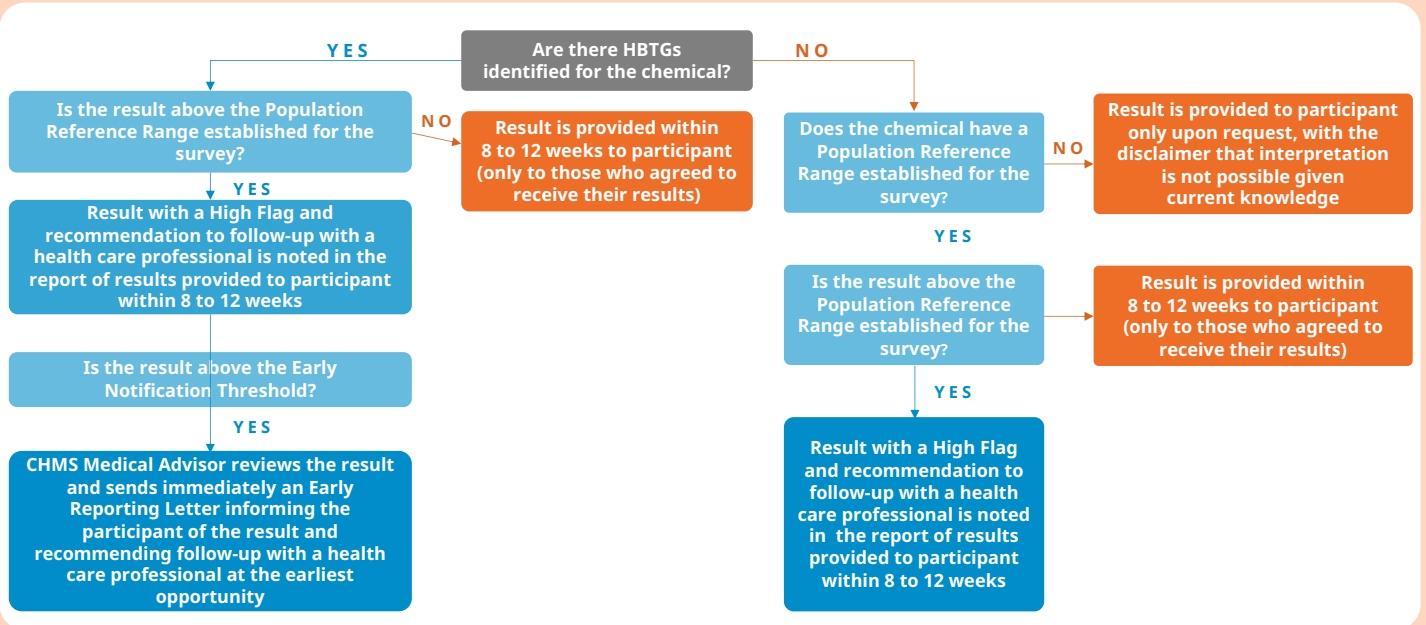 YES
Are there HBTGs
identified for the chemical?
NO
Is the result above the Population
Reference Range established for the
survey?
NO
Result is provided within
8 to 12 weeks to participant
(only to those who agreed to
receive their results)
Does the chemical have a
Population Reference
Range established for the
survey?
NO
Result is provided to participant
only upon request, with the
disclaimer that interpretation
is not possible given
current knowledge
YES
Result with a High Flag and
recommendation to follow-up with a
health care professional is noted in the
report of results provided to participant
within 8 to 12 weeks
YES
Is the result above the
Population Reference
Range established for the
survey?
Result is provided within
8 to 12 weeks to participant
(only to those who agreed to
receive their results)
Is the result above the Early
Notification Threshold?
YES
YES
CHMS Medical Advisor reviews the result
and sends immediately an Early
Reporting Letter informing the
participant of the result and
recommending follow-up with a health
care professional at the earliest
opportunity
Result with a High Flag
and recommendation to
follow-up with a health
care professional is noted
in the report of results
provided to participant
within 8 to 12 weeks